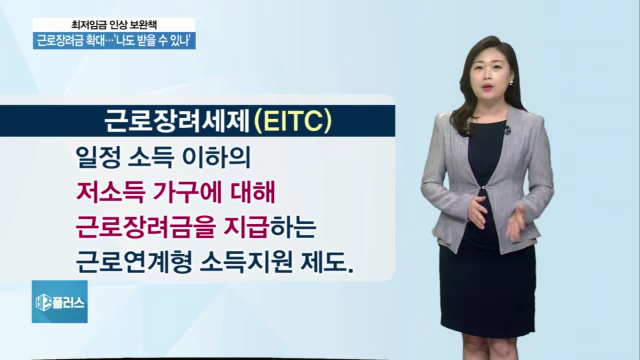 최저임금 인상 보완책
근로장려금 확대…'나도 받을 수 있나'
근로장려세제(EITC)
일정 소득 이하의
저소득 가구에 대해
근로장려금을 지급하는
근로연계형 소득지원 제도.
플러스